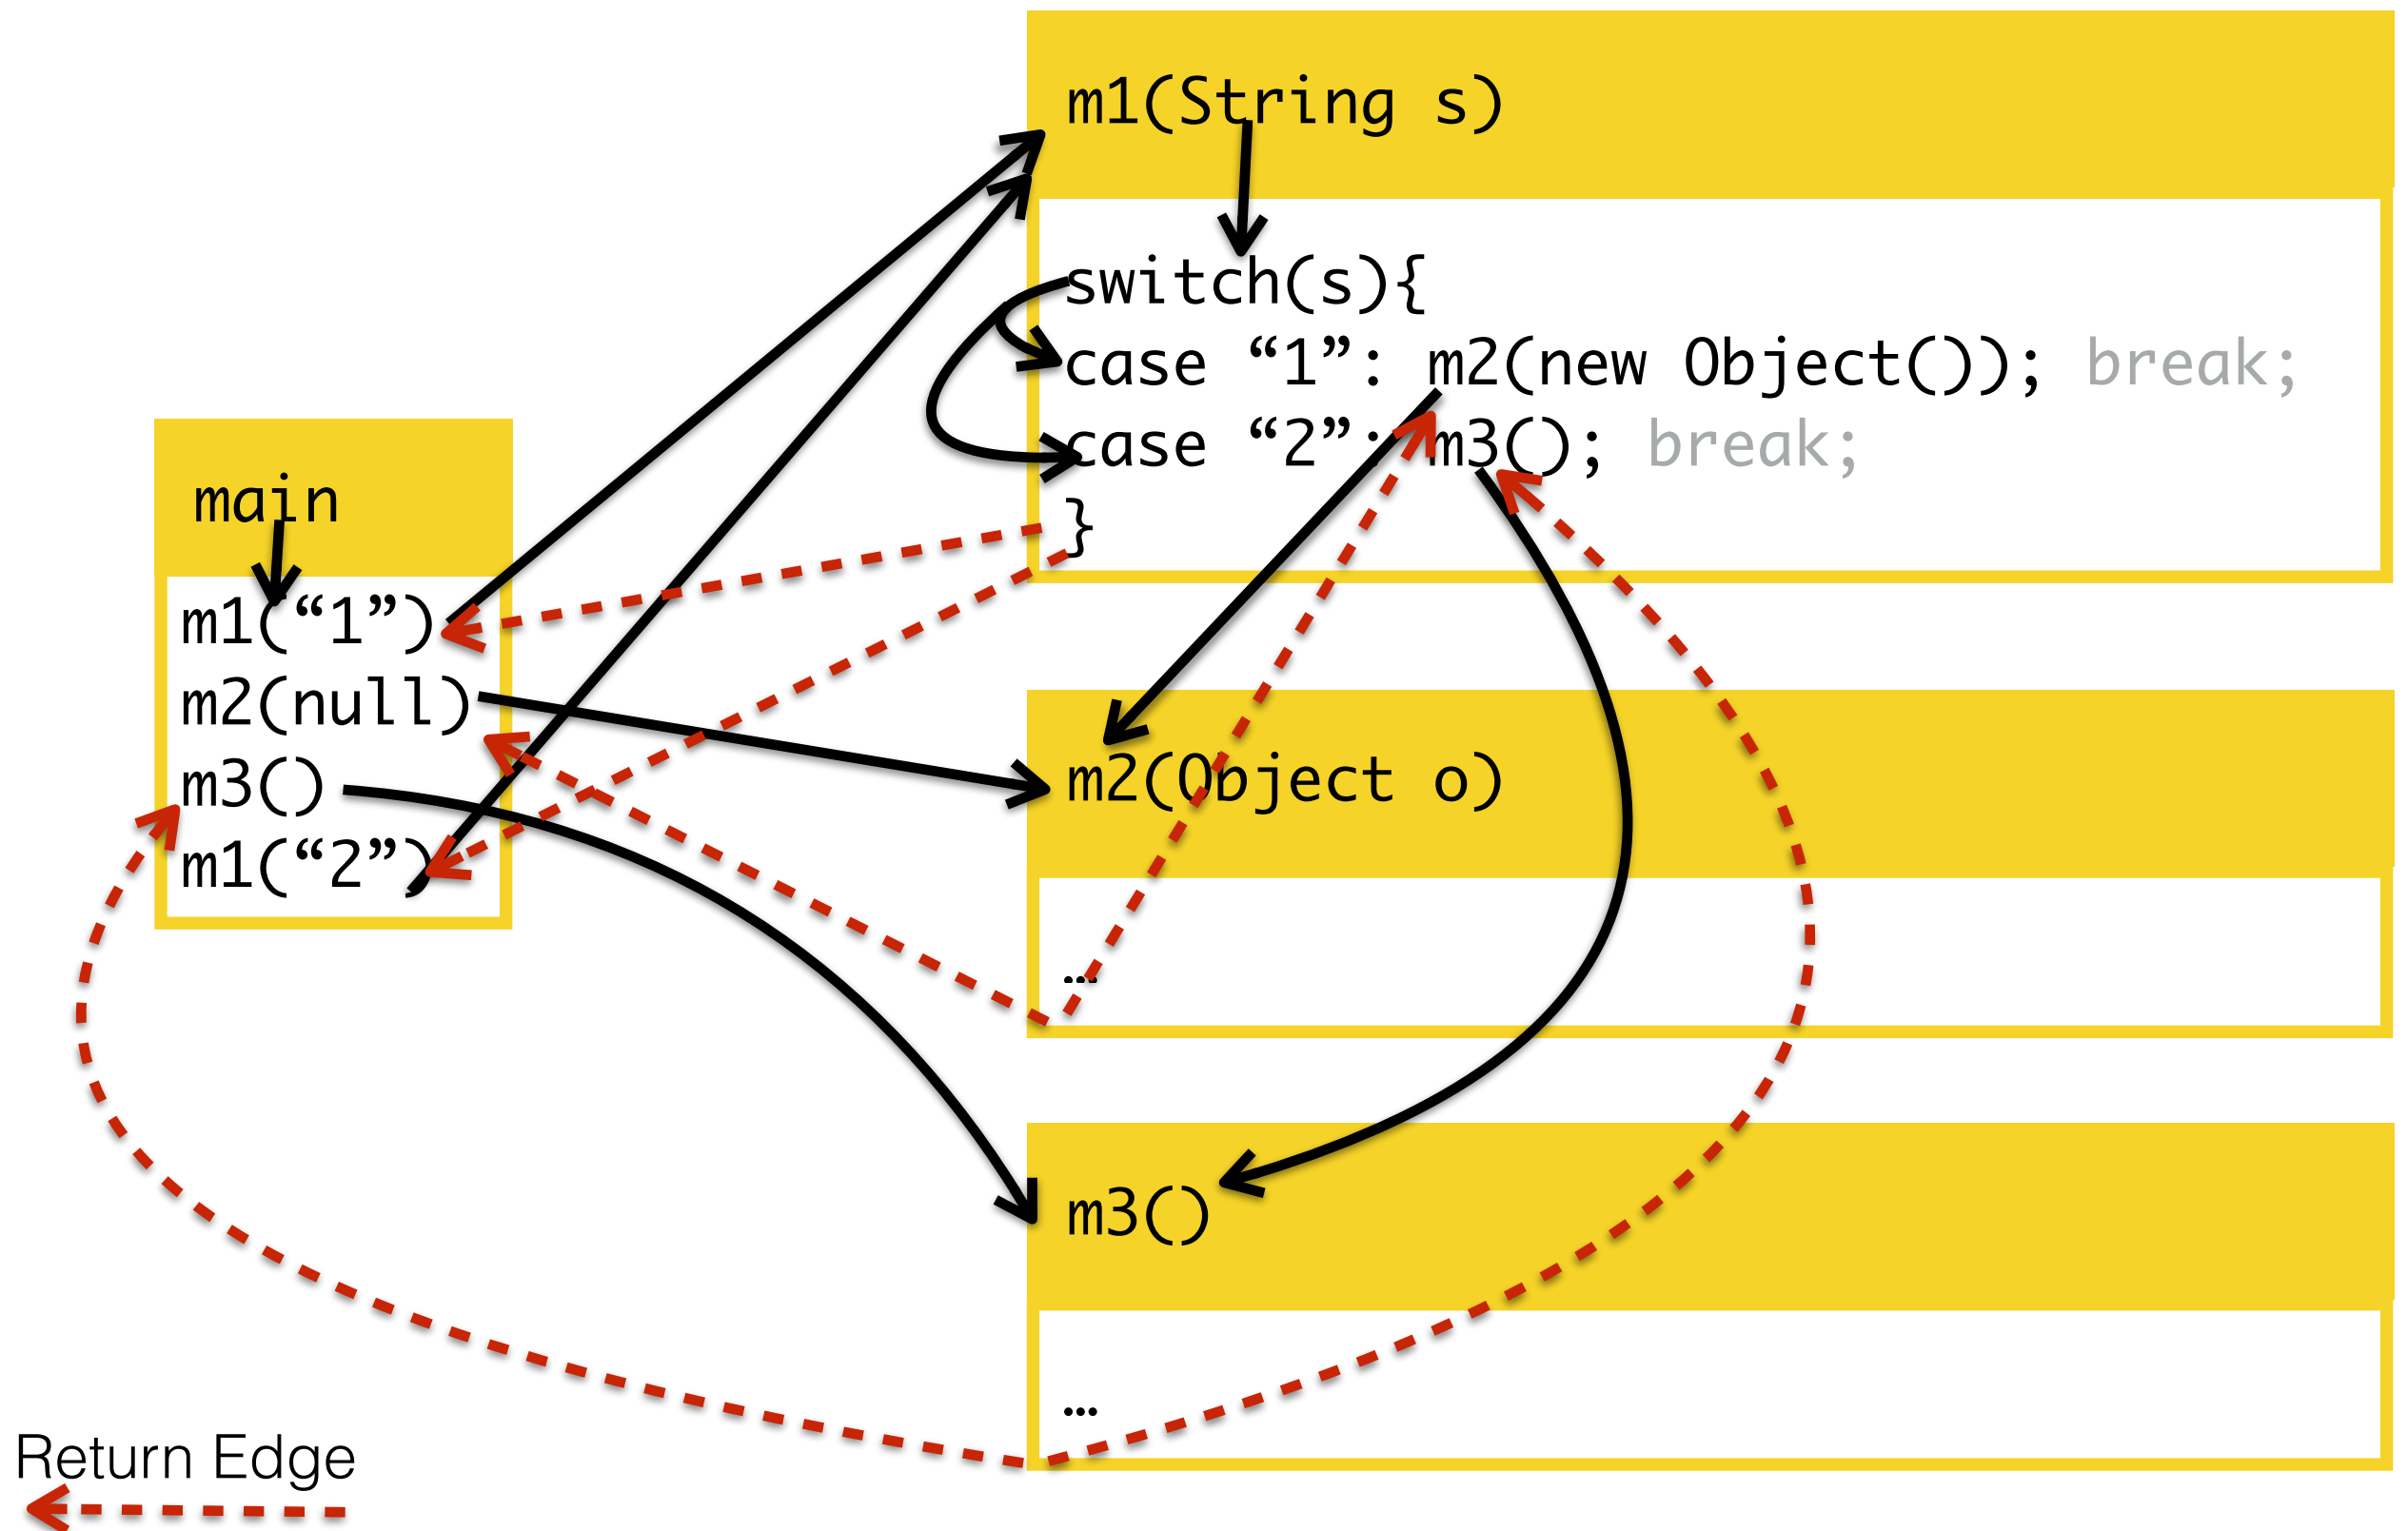 main
m1(“1”)
m2(null)
m3()
m1(“2”)
m1(String s)
switch(s){
case “1”: m2(new Object()); break;
case “2”: m3(); break;
}
m2(Object o)
…
m3()
…
Return Edge